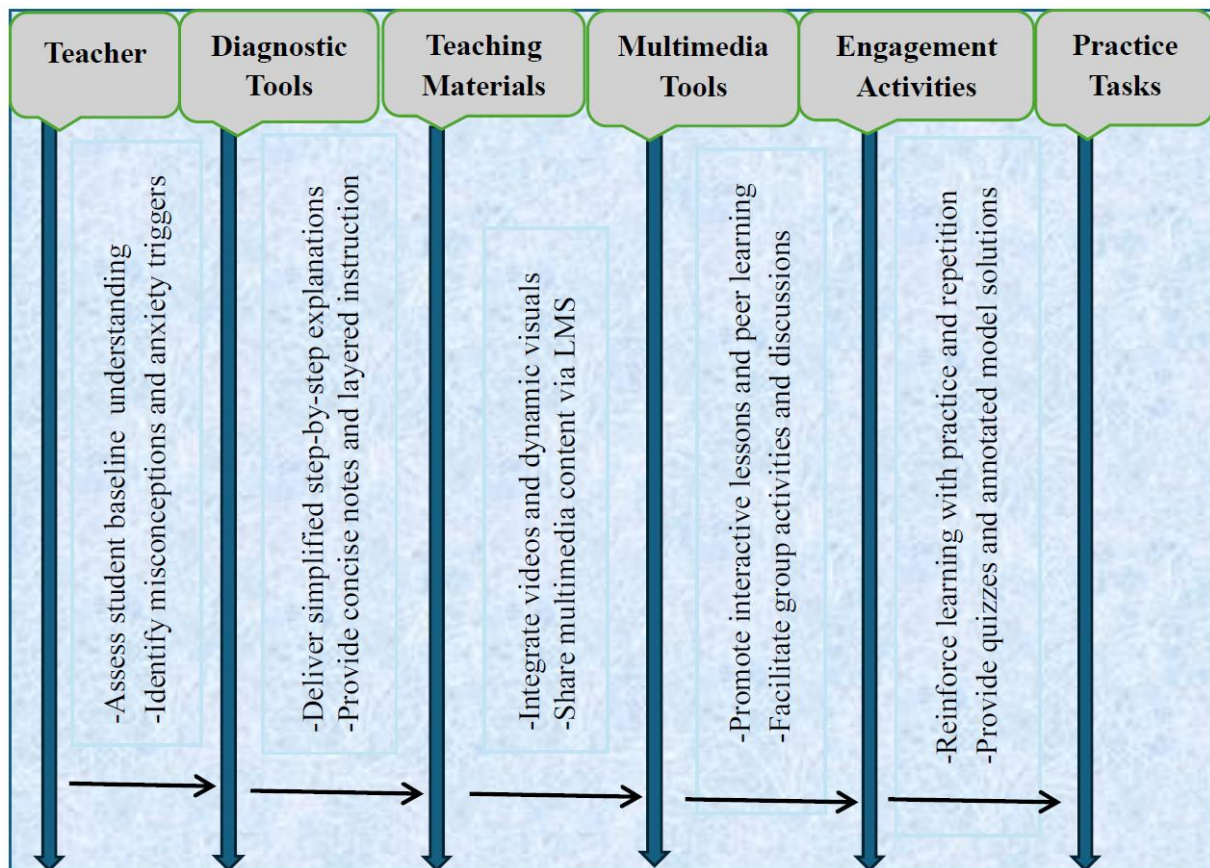 Teacher
Diagnostic
Tools
Teaching
Materials
Multimedia
Tools
Engagement
Activities
Practice
Tasks
-Assess student baseline understanding
-Identify misconceptions and anxiety triggers
-Deliver simplified step-by-step explanations
-Provide concise notes and layered instruction
-Integrate videos and dynamic visuals
-Share multimedia content via LMS
-Promote interactive lessons and peer learning
-Facilitate group activities and discussions
-Reinforce learning with practice and repetition
-Provide quizzes and annotated model solutions